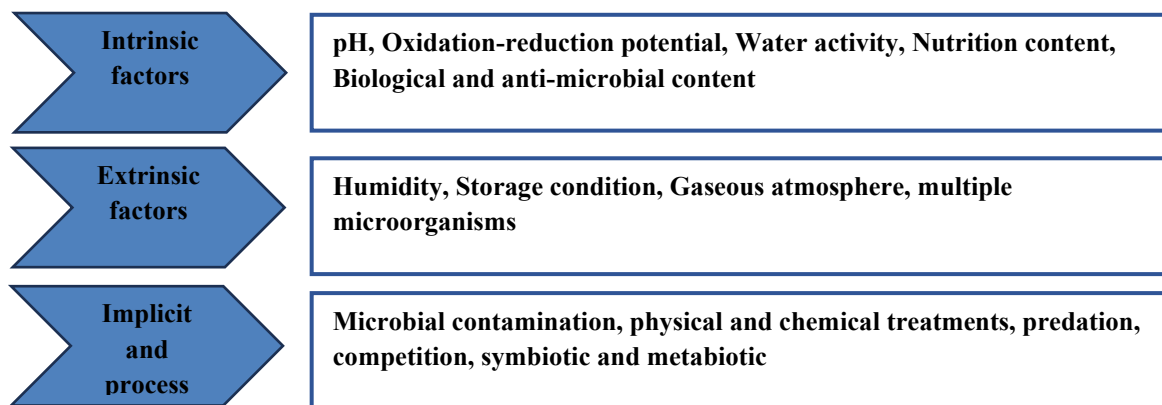 Intrinsic
factors
pH, Oxidation-reduction potential, Water activity, Nutrition content,
Biological and anti-microbial content
Extrinsic
factors
Humidity, Storage condition, Gaseous atmosphere, multiple
microorganisms
Implicit
and
process
Microbial contamination, physical and chemical treatments, predation,
competition, symbiotic and metabiotic